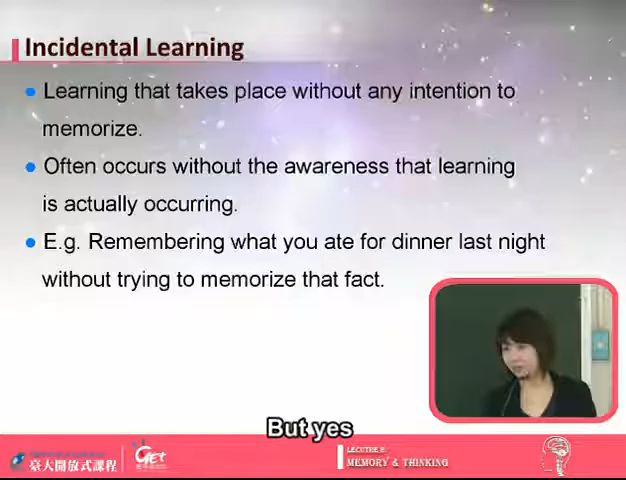 Incidental Learning
Learning that takes place without any intention to
memorize.
Often occurs without the awareness that learning
is actually occurring.
E.g. Remembering what you ate for dinner last night
without trying to memorize that fact.
But yes
臺大開放式課程
GET
MEMORY & THINKING